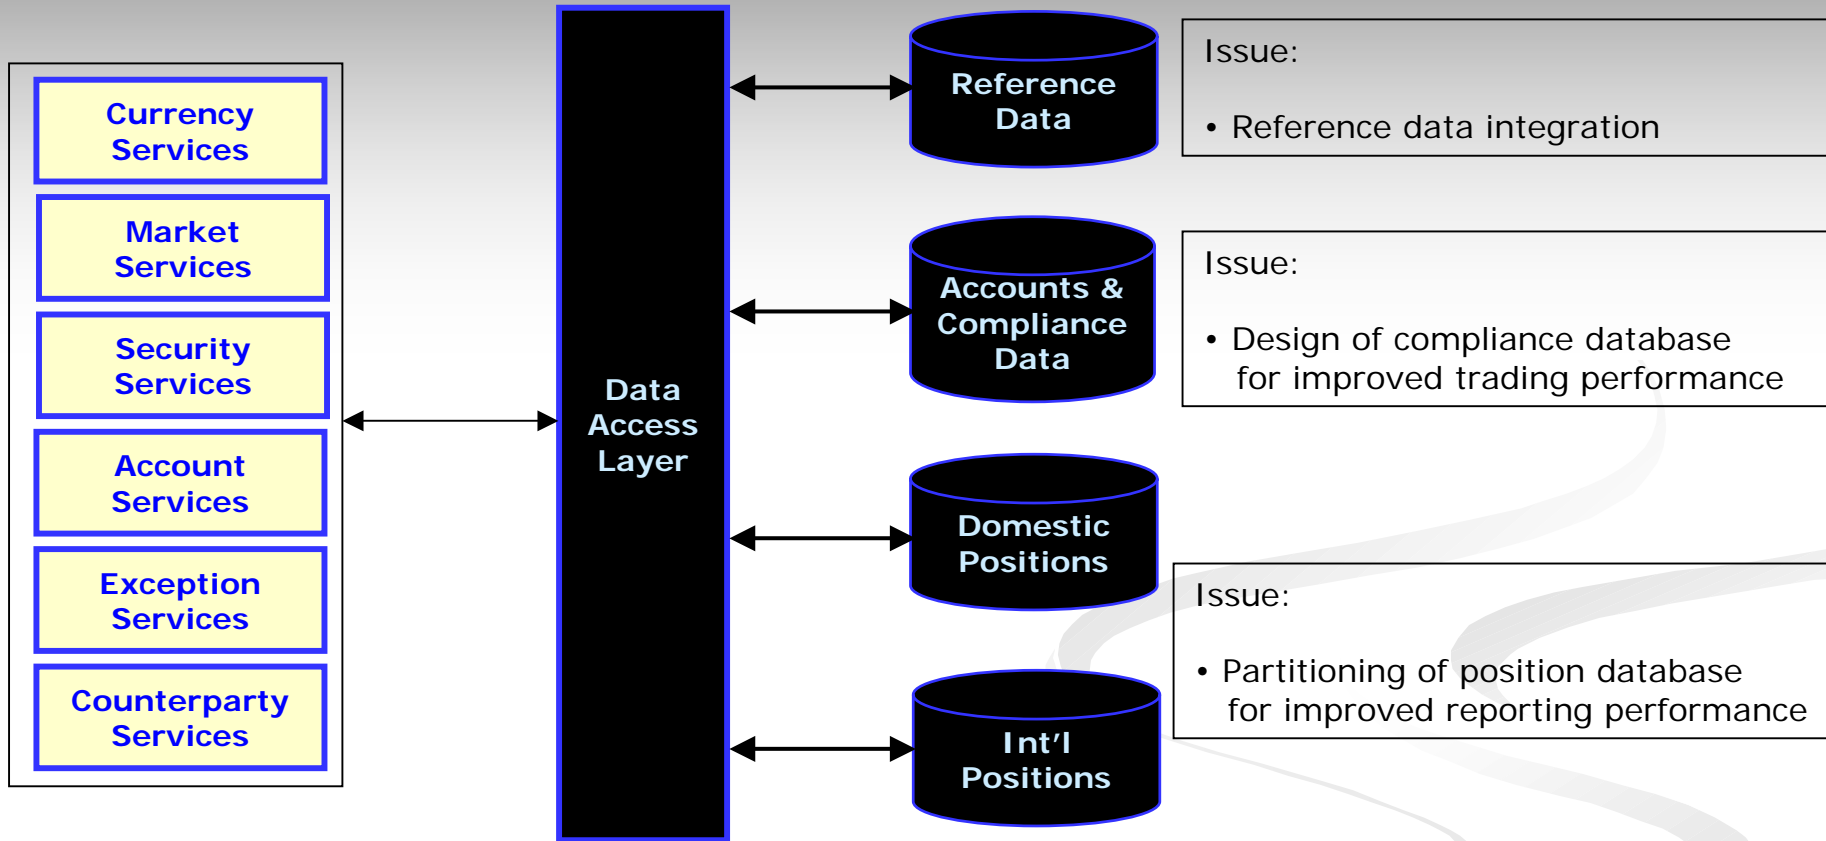 Currency
Services
Market
Services
Security
Services
Account
Services
Exception
Services
Counterparty
Services
Data
Access
Layer
Reference
Data
Accounts &
Compliance
Data
Domestic
Positions
Int'l
Positions
Issue:
• Reference data integration
Issue:
• Design of compliance database
for improved trading performance
Issue:
• Partitioning of position database
for improved reporting performance